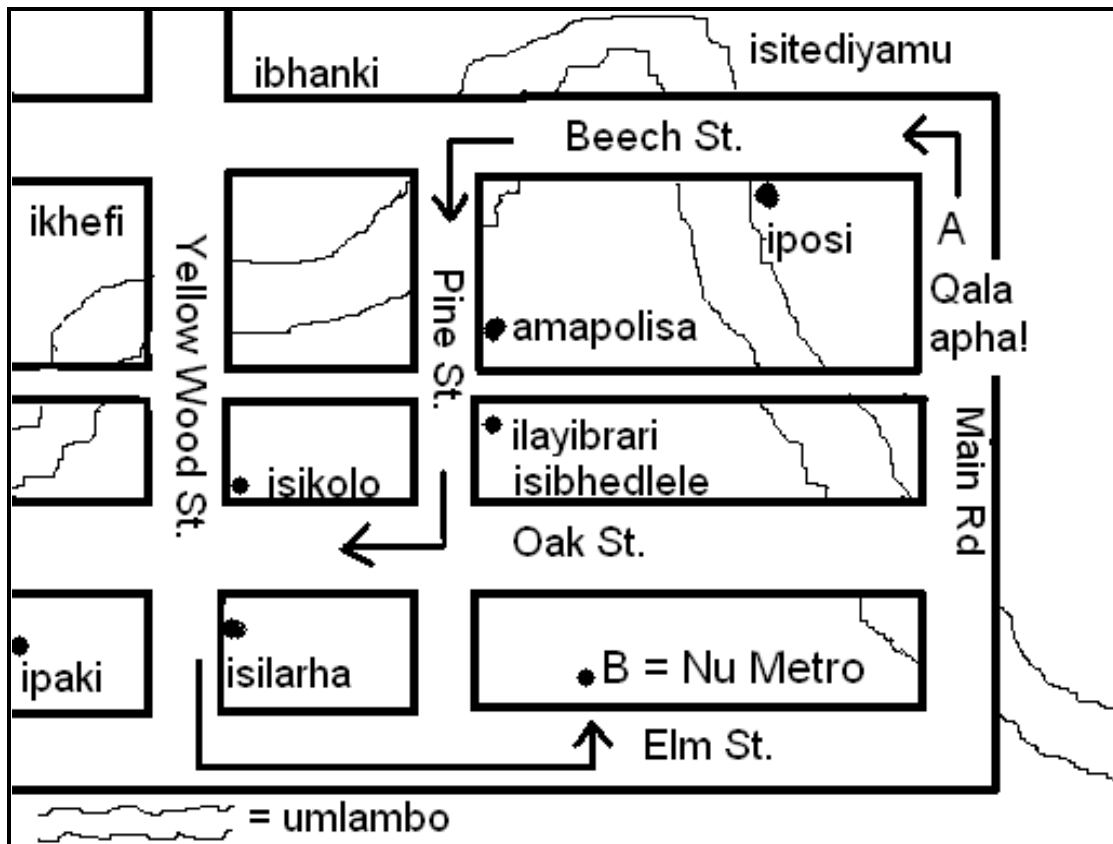 isitediyamu
ibhanki
Beech St.
ikhefi
iposi
A
Qala
apha!
Yellow Wood St.
Pine St.
amapolisa
Main Rd
ilayibrari
isibhedlele
isikolo
Oak St.
ipaki
isilarha
B = Nu Metro
Elm St.
= umlambo